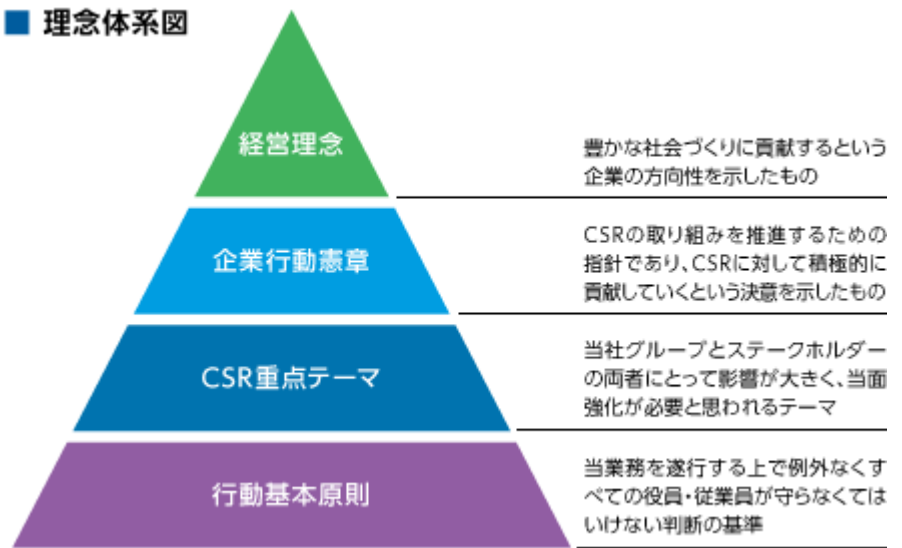 ■ 理念体系図
経営理念
豊かな社会づくりに貢献するという
企業の方向性を示したもの
企業行動憲章
CSRの取り組みを推進するための
指針であり、CSRに対して積極的に
貢献していくという決意を示したもの
CSR重点テーマ
当社グループとステークホルダー
の両者にとって影響が大きく、当面
強化が必要と思われるテーマ
行動基本原則
当業務を遂行する上で例外なくす
べての役員・従業員が守らなくては
いけない判断の基準